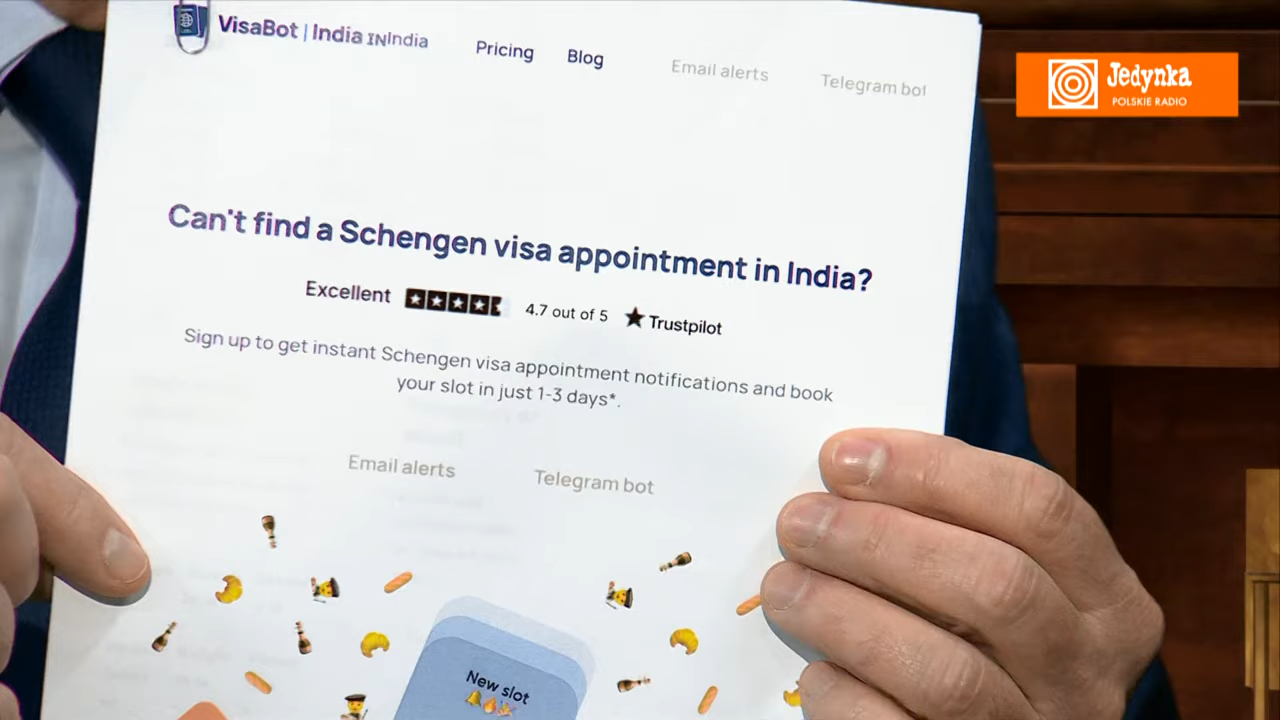 VisaBot | India INIndia
Pricing
Blog
Email alerts
Telegram bot
Jedynka
POLSKIE RADIO
Can't find a Schengen visa appointment in India?
Excellent
4.7 out of 5
Trustpilot
Sign up to get instant Schengen visa appointment notifications and book
your slot in just 1-3 days*.
Email alerts
Telegram bot
New slot